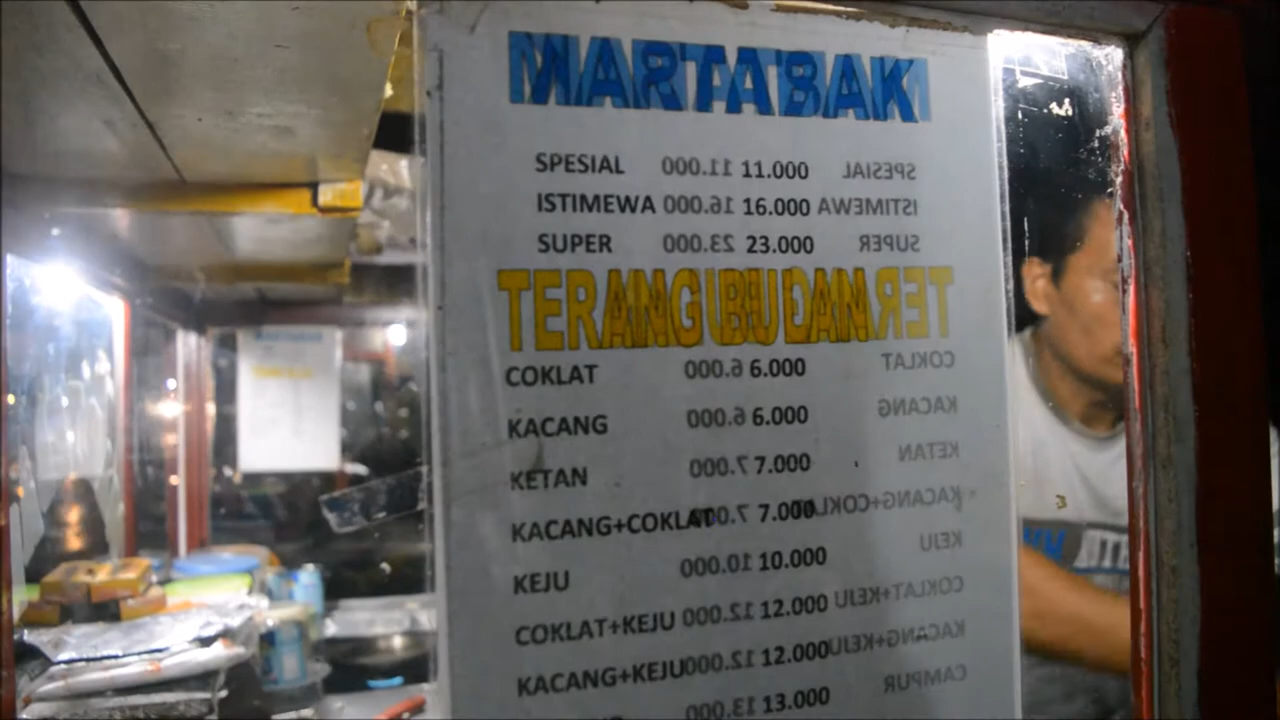 MARTABAK
SPESIAL 11.000
ISTIMEWA 16.000
SUPER 23.000
TERANG BULAN
COKLAT 6.000
KACANG 6.000
KETAN 7.000
KACANG+COKLAT 7.000
KEJU 10.000
COKLAT+KEJU 12.000
KACANG+KEJU 12.000
CAMPUR 13.000